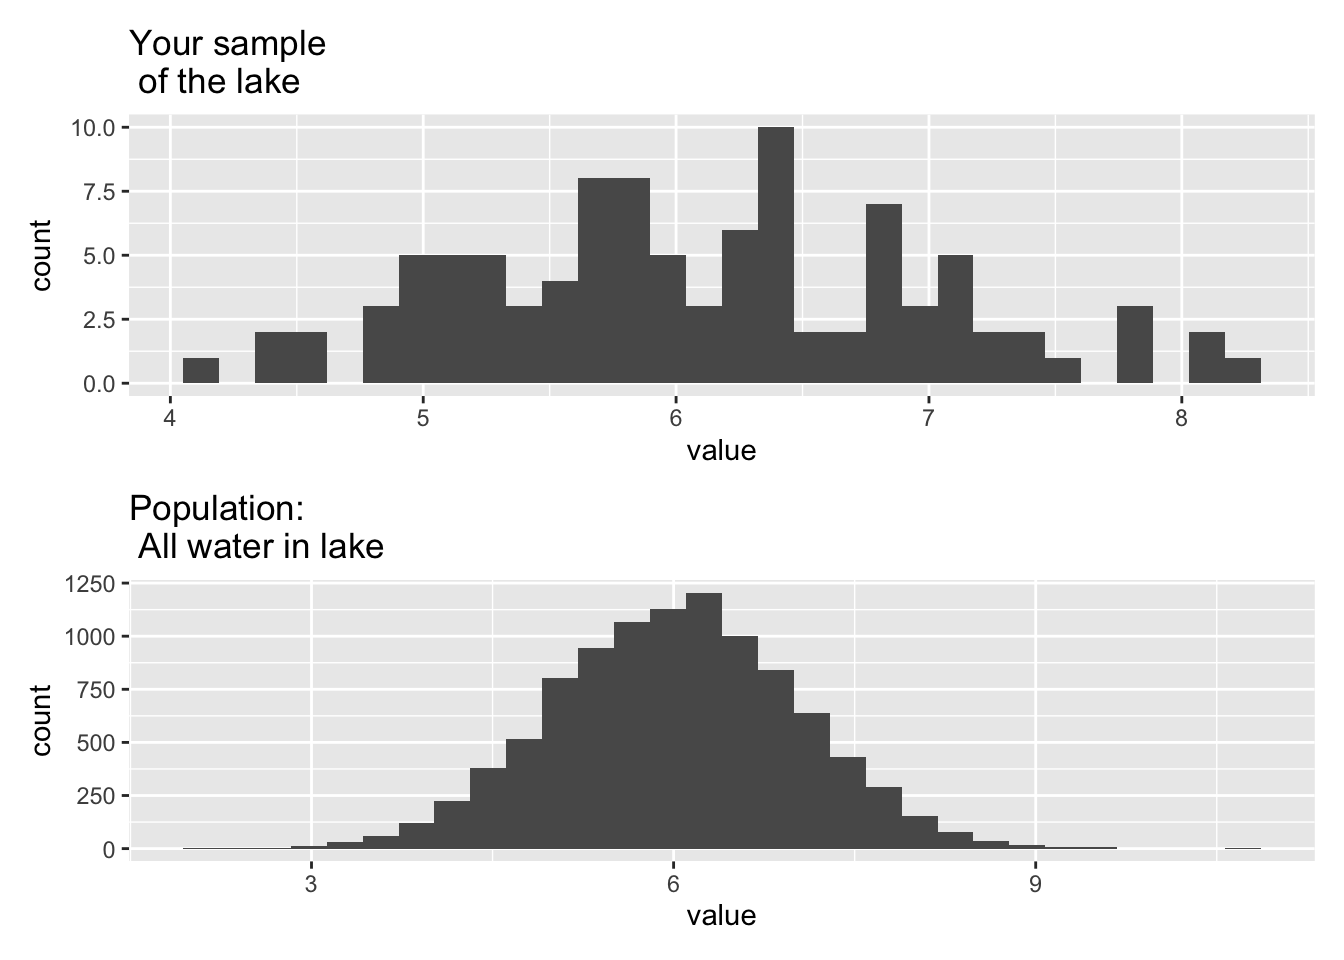 Your sample
of the lake
10.0
7.5
5.0
2.5
0.0
count
4 5 6 7 8
value
Population:
All water in lake
1250
1000
750
500
250
0
count
3 6 9
value